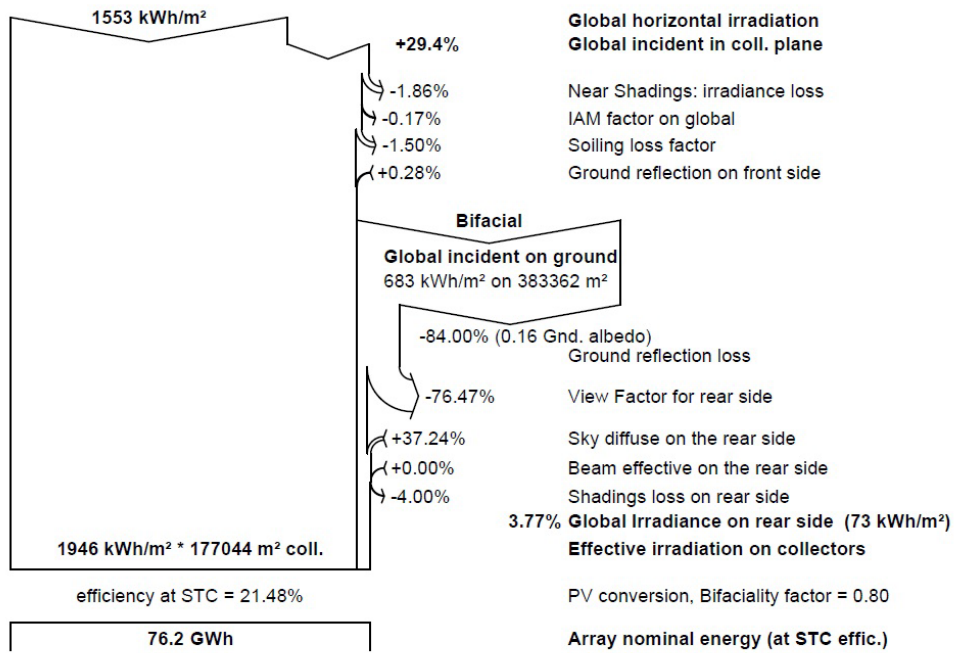 1553 kWh/m² Global horizontal irradiation
+29.4% Global incident in coll. plane
-1.86% Near Shadings: irradiance loss
-0.17% IAM factor on global
-1.50% Soiling loss factor
+0.28% Ground reflection on front side
Bifacial
Global incident on ground
683 kWh/m² on 383362 m²
-84.00% (0.16 Gnd. albedo)
Ground reflection loss
-76.47% View Factor for rear side
+37.24% Sky diffuse on the rear side
+0.00% Beam effective on the rear side
-4.00% Shadings loss on rear side
3.77% Global Irradiance on rear side (73 kWh/m²)
1946 kWh/m² * 177044 m² coll. Effective irradiation on collectors
efficiency at STC = 21.48% PV conversion, Bifaciality factor = 0.80
76.2 GWh Array nominal energy (at STC effic.)